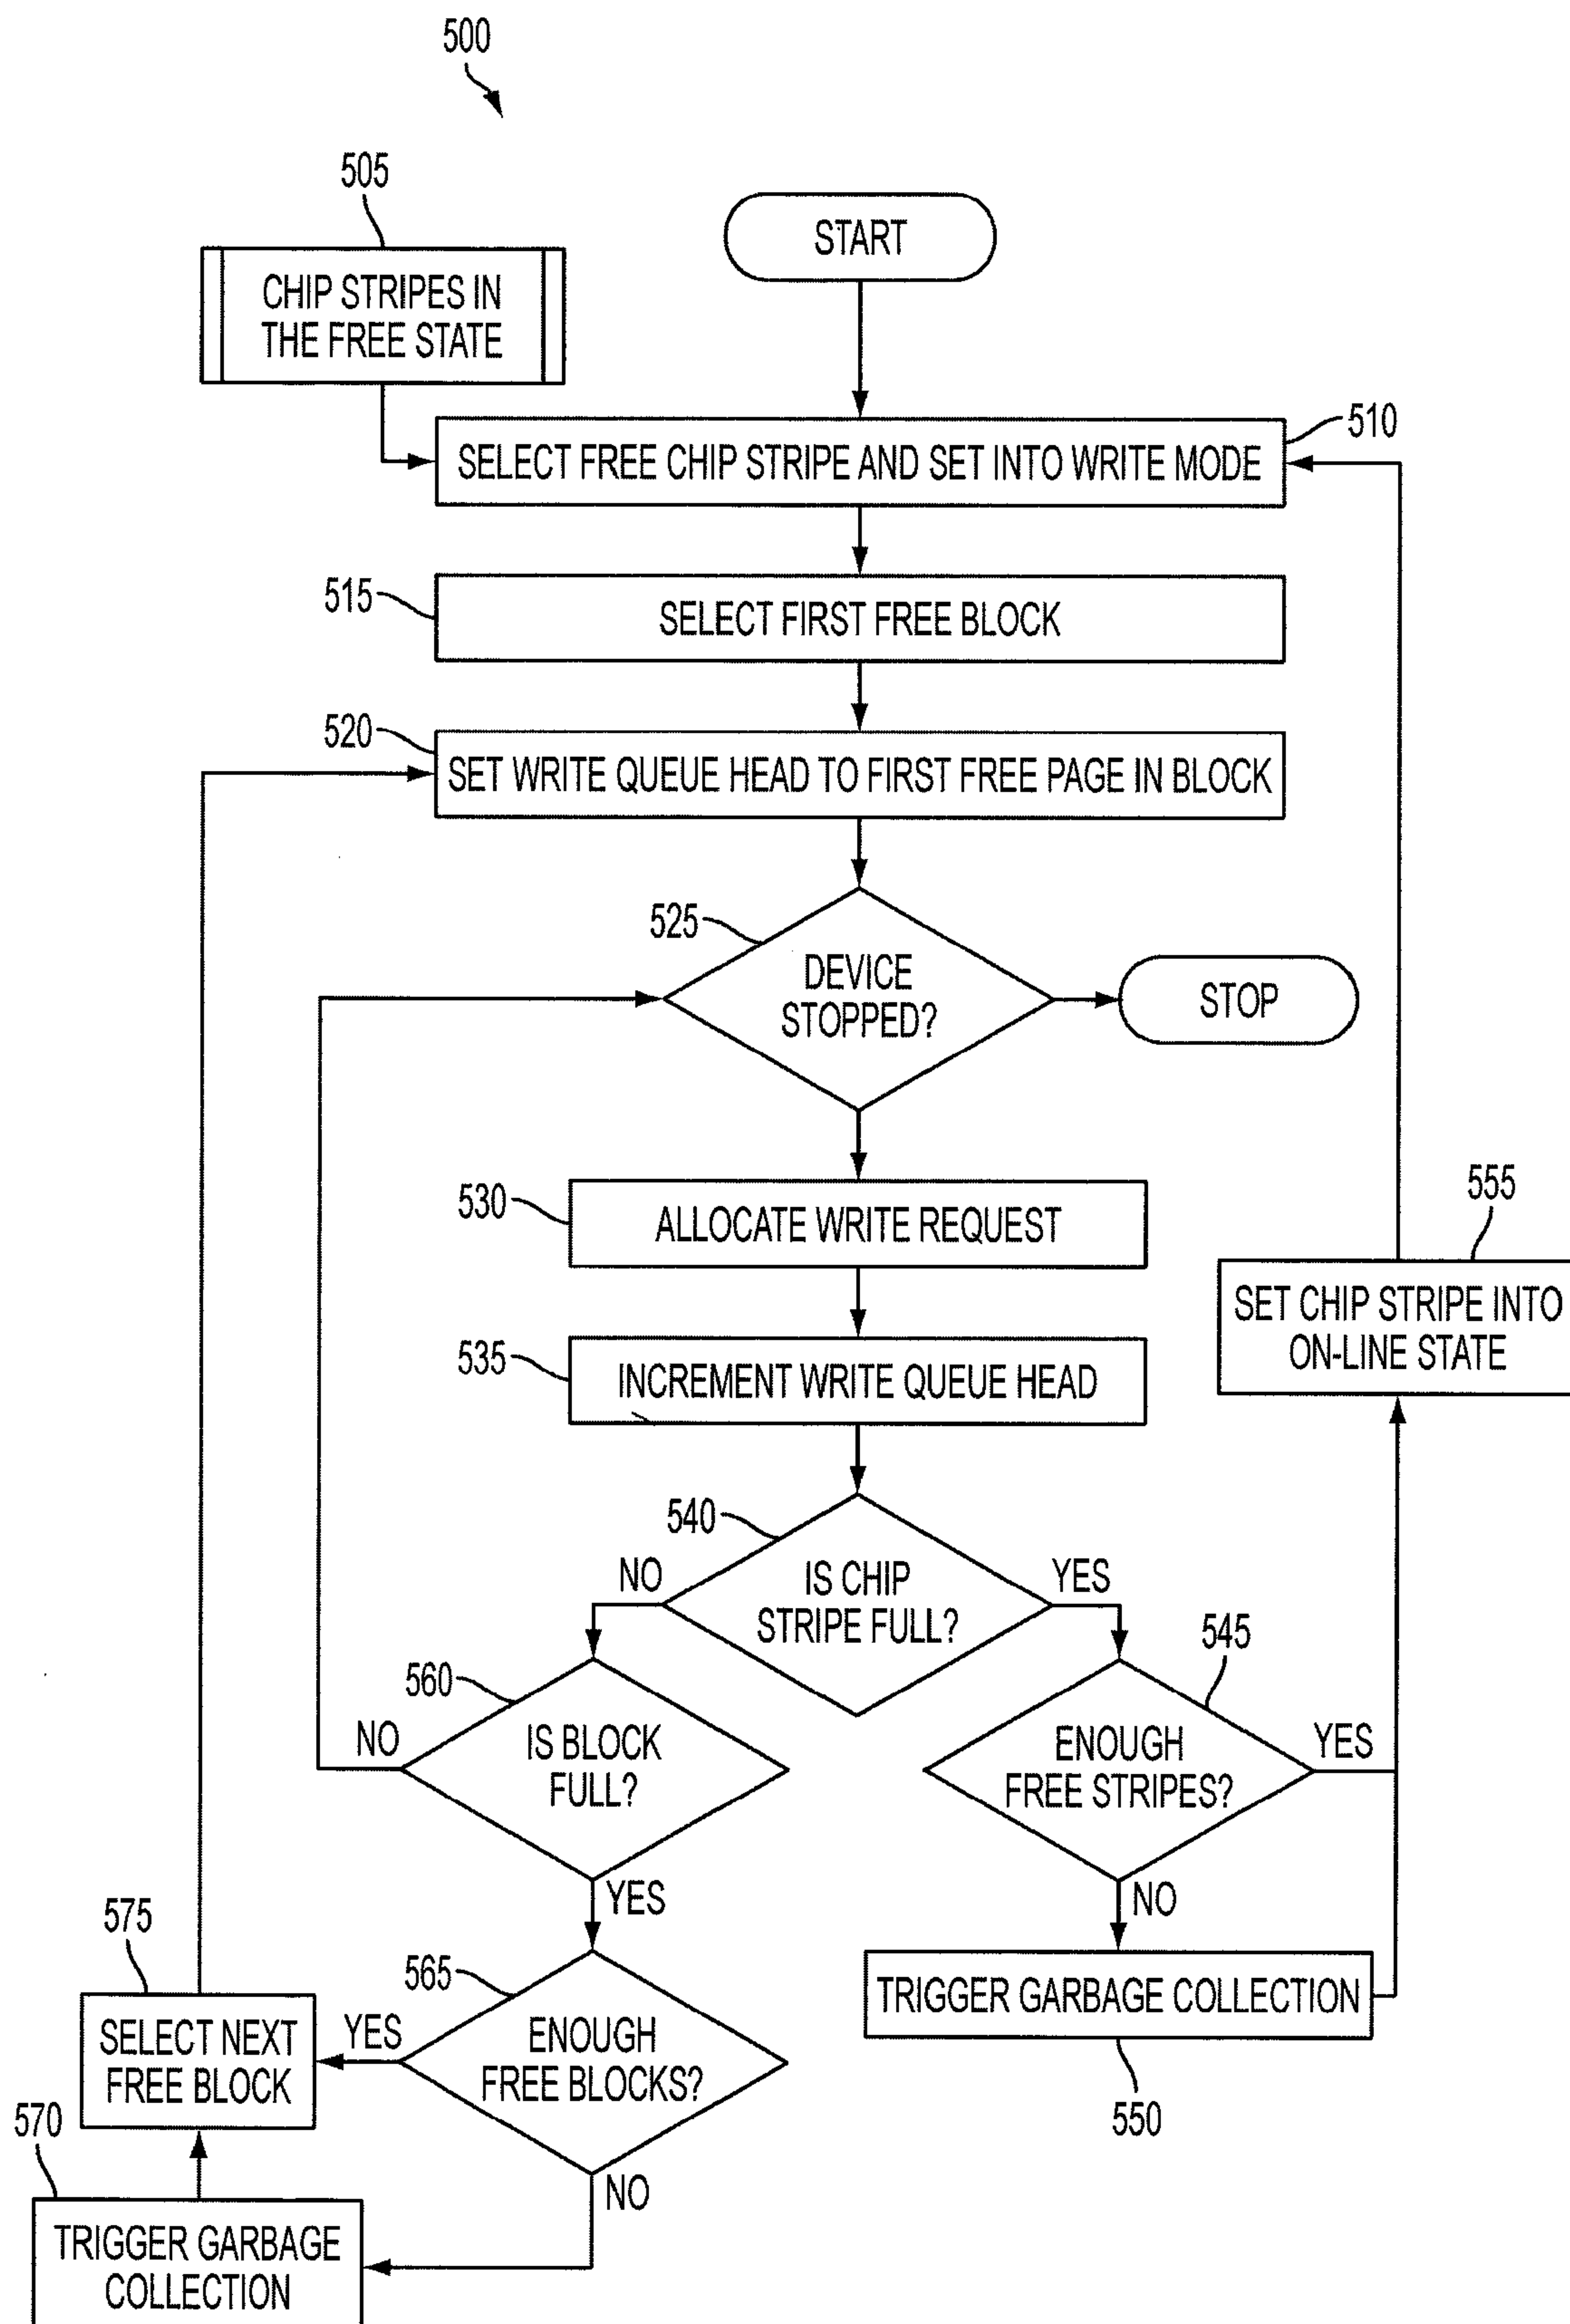 500
505
START
CHIP STRIPES IN
THE FREE STATE
510
SELECT FREE CHIP STRIPE AND SET INTO WRITE MODE
515
SELECT FIRST FREE BLOCK
520
SET WRITE QUEUE HEAD TO FIRST FREE PAGE IN BLOCK
525
DEVICE
STOPPED?
STOP
530
ALLOCATE WRITE REQUEST
555
SET CHIP STRIPE INTO
ON-LINE STATE
535
INCREMENT WRITE QUEUE HEAD
540
NO
IS CHIP
STRIPE FULL?
YES
545
560
NO
IS BLOCK
FULL?
ENOUGH
FREE STRIPES?
YES
YES
NO
575
565
SELECT NEXT
FREE BLOCK
YES
ENOUGH
FREE BLOCKS?
TRIGGER GARBAGE COLLECTION
550
570
NO
TRIGGER GARBAGE
COLLECTION